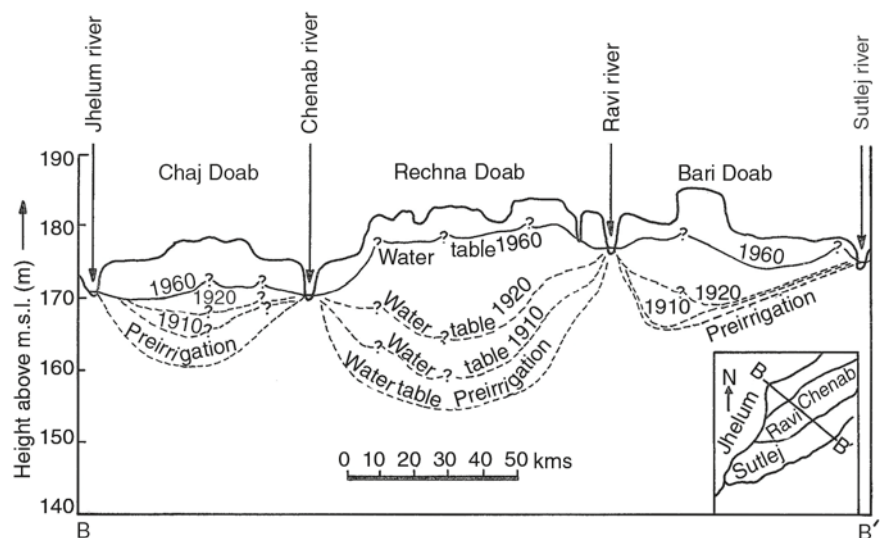 Jhelum river
Chenab river
Ravi river
Sutlej river
Height above m.s.l. (m)
190
180
170
160
150
140
Chaj Doab
Rechna Doab
Bari Doab
?
?
1960
1920
?
?
1910
?
?
Preirrigation
?
?
?
Water table 1960
?
?
Water table 1920
?
?
Water table 1910
Water table Preirrigation
?
?
1960
?
1920
1910
Preirrigation
0 10 20 30 40 50 kms
N
B
Jhelum
Ravi
Chenab
Sutlej
B'
B
B'